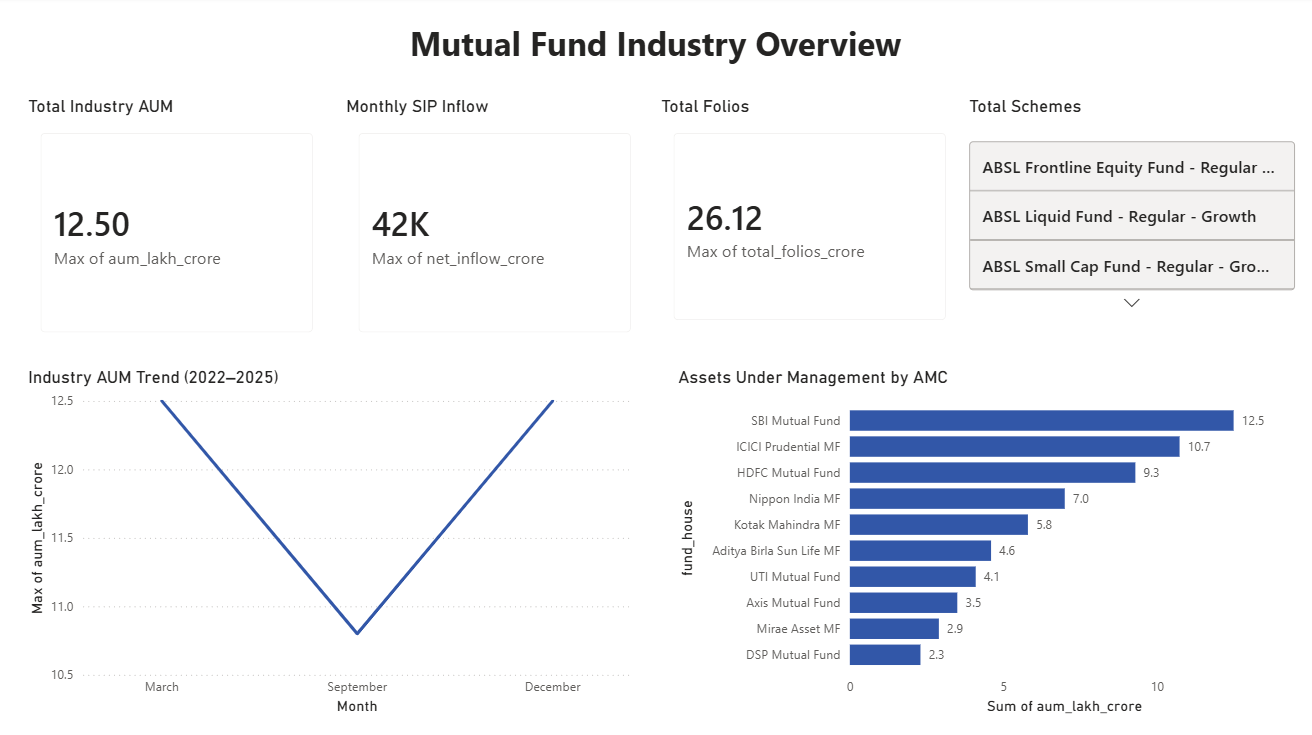 Mutual Fund Industry Overview
Total Industry AUM
12.50
Max of aum_lakh_crore
Monthly SIP Inflow
42K
Max of net_inflow_crore
Total Folios
26.12
Max of total_folios_crore
Total Schemes
ABSL Frontline Equity Fund - Regular ...
ABSL Liquid Fund - Regular - Growth
ABSL Small Cap Fund - Regular - Gro...
Industry AUM Trend (2022–2025)
Max of aum_lakh_crore
12.5
12.0
11.5
11.0
10.5
March September December
Month
Assets Under Management by AMC
fund_house
SBI Mutual Fund 12.5
ICICI Prudential MF 10.7
HDFC Mutual Fund 9.3
Nippon India MF 7.0
Kotak Mahindra MF 5.8
Aditya Birla Sun Life MF 4.6
UTI Mutual Fund 4.1
Axis Mutual Fund 3.5
Mirae Asset MF 2.9
DSP Mutual Fund 2.3
0 5 10
Sum of aum_lakh_crore